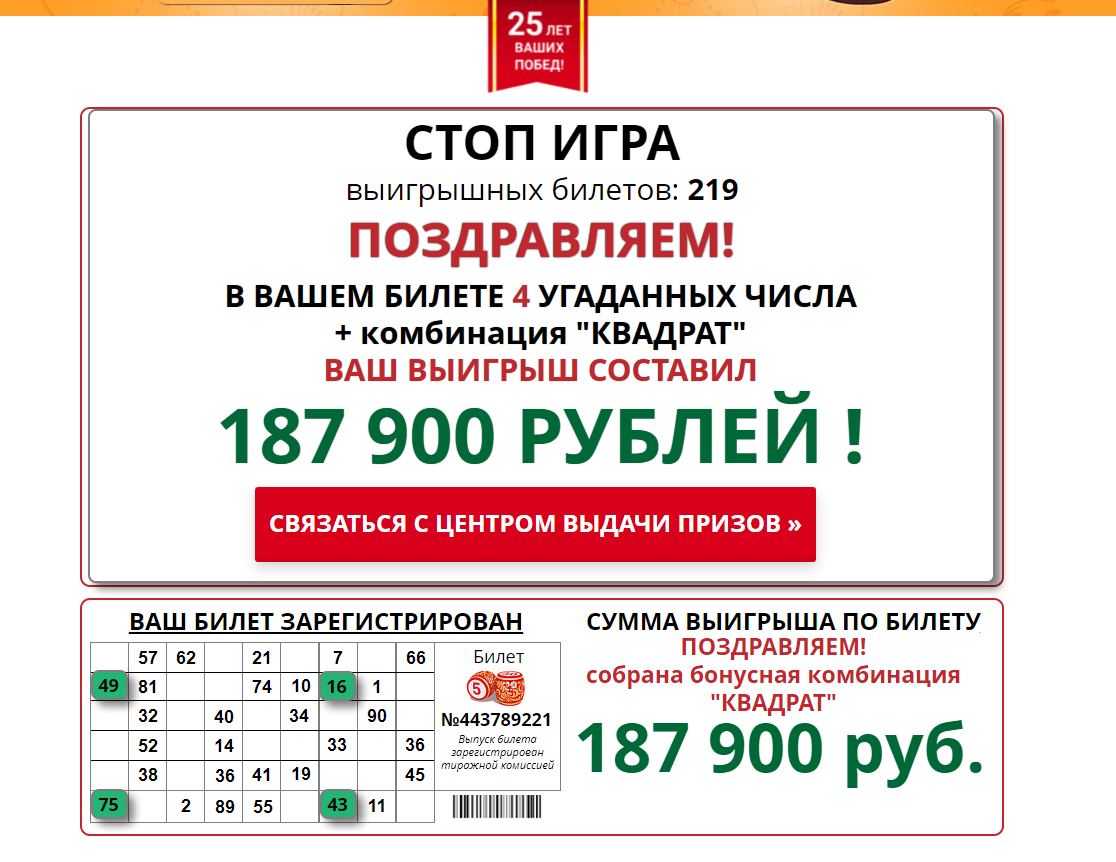 25 ЛЕТ
ВАШИХ
ПОБЕД!
СТОП ИГРА
выигрышных билетов: 219
ПОЗДРАВЛЯЕМ!
В ВАШЕМ БИЛЕТЕ 4 УГАДАННЫХ ЧИСЛА
+ комбинация "КВАДРАТ"
ВАШ ВЫИГРЫШ СОСТАВИЛ
187 900 РУБЛЕЙ !
СВЯЗАТЬСЯ С ЦЕНТРОМ ВЫДАЧИ ПРИЗОВ »
ВАШ БИЛЕТ ЗАРЕГИСТРИРОВАН
57 62 21 7 66
49 81 74 10 16 1
32 40 34 90
52 14 33 36
38 36 41 19 45
75 2 89 55 43 11
Билет
5
№443789221
Выпуск билета
зарегистрирован
тиражной комиссией
СУММА ВЫИГРЫША ПО БИЛЕТУ
ПОЗДРАВЛЯЕМ!
собрана бонусная комбинация
"КВАДРАТ"
187 900 руб.